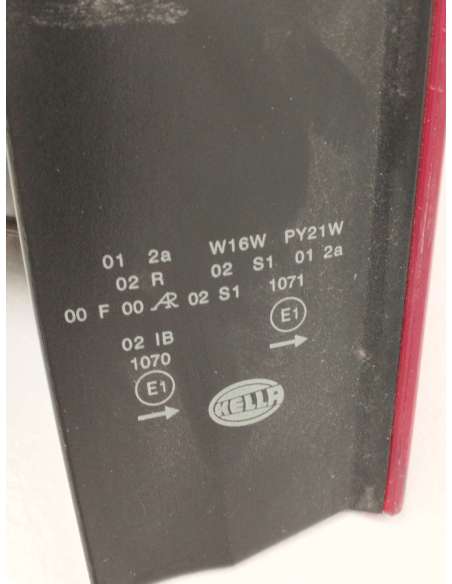 01 2a W16W PY21W
02 R 02 S1 01 2a
00 F 00 AR 02 S1 1071
E1
02 IB
1070
E1
HELLA